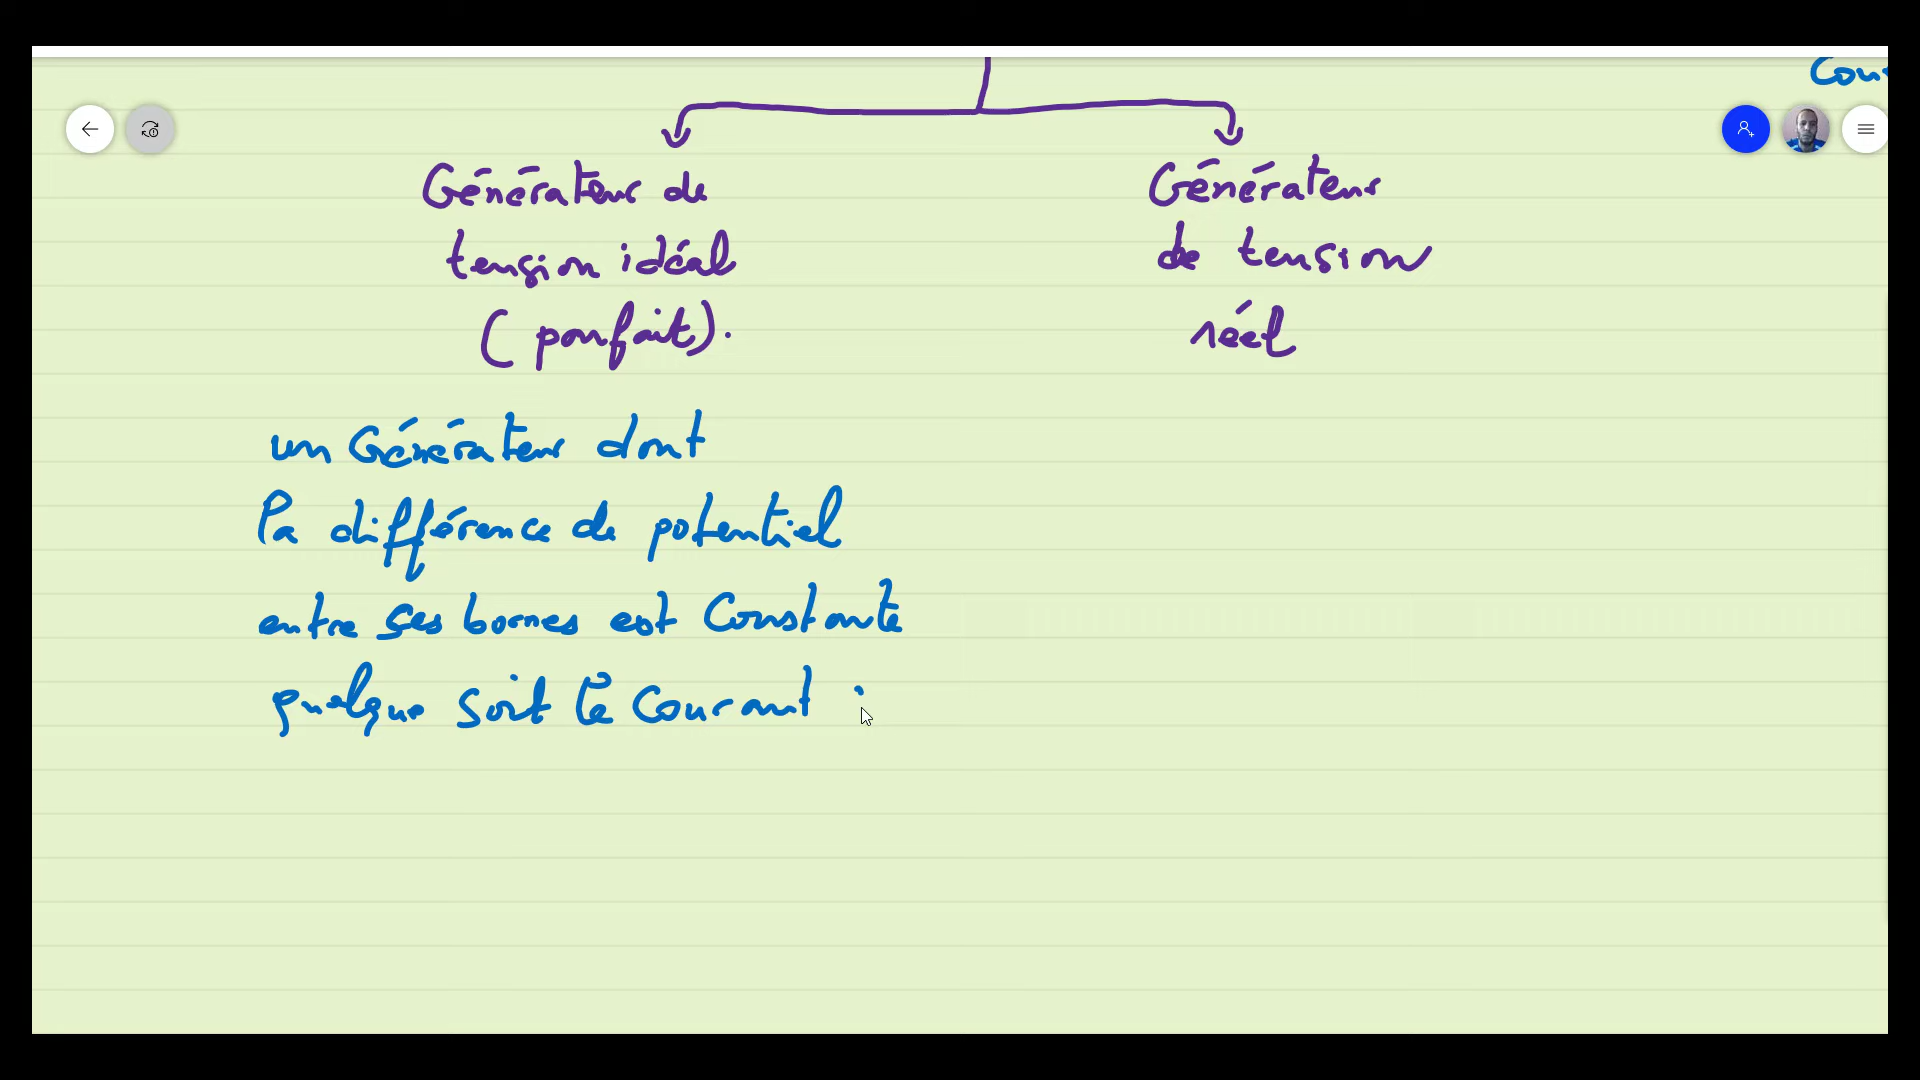 Cou
Générateur de
tension idéal
(parfait).
Générateur
de tension
réel
un Générateur dont
la différence de potentiel
entre ses bornes est Constante
quelque soit le Courant i